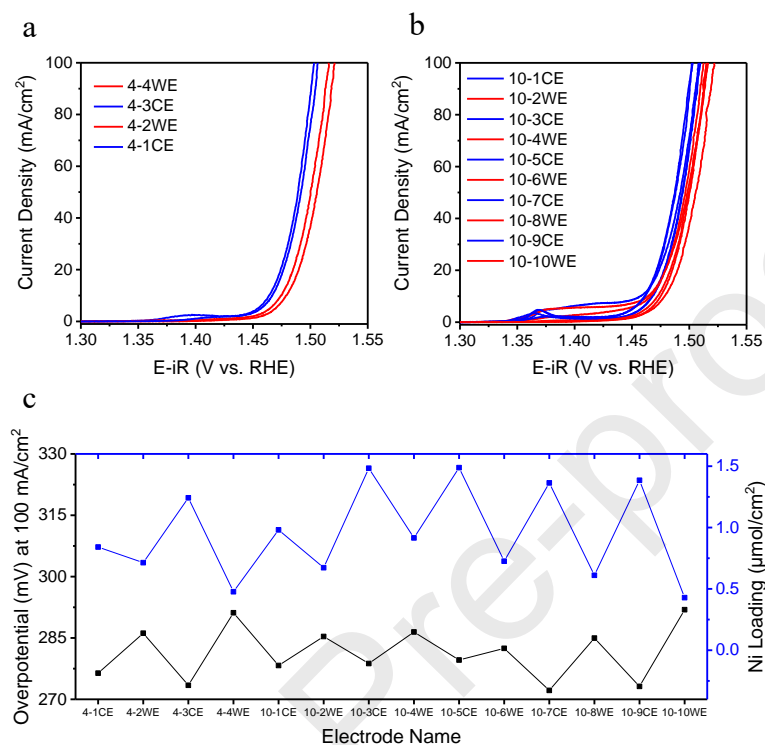 a
100
80
60
40
20
0
Current Density (mA/cm²)
4-4WE
4-3CE
4-2WE
4-1CE
1.30 1.35 1.40 1.45 1.50 1.55
E-iR (V vs. RHE)
b
100
80
60
40
20
0
Current Density (mA/cm²)
10-1CE
10-2WE
10-3CE
10-4WE
10-5CE
10-6WE
10-7CE
10-8WE
10-9CE
10-10WE
1.30 1.35 1.40 1.45 1.50 1.55
E-iR (V vs. RHE)
c
330
315
300
285
270
Overpotential (mV) at 100 mA/cm²
1.5
1.0
0.5
0.0
Ni Loading (μmol/cm²)
4-1CE 4-2WE 4-3CE 4-4WE 10-1CE 10-2WE 10-3CE 10-4WE 10-5CE 10-6WE 10-7CE 10-8WE 10-9CE 10-10WE
Electrode Name
Pre-pro